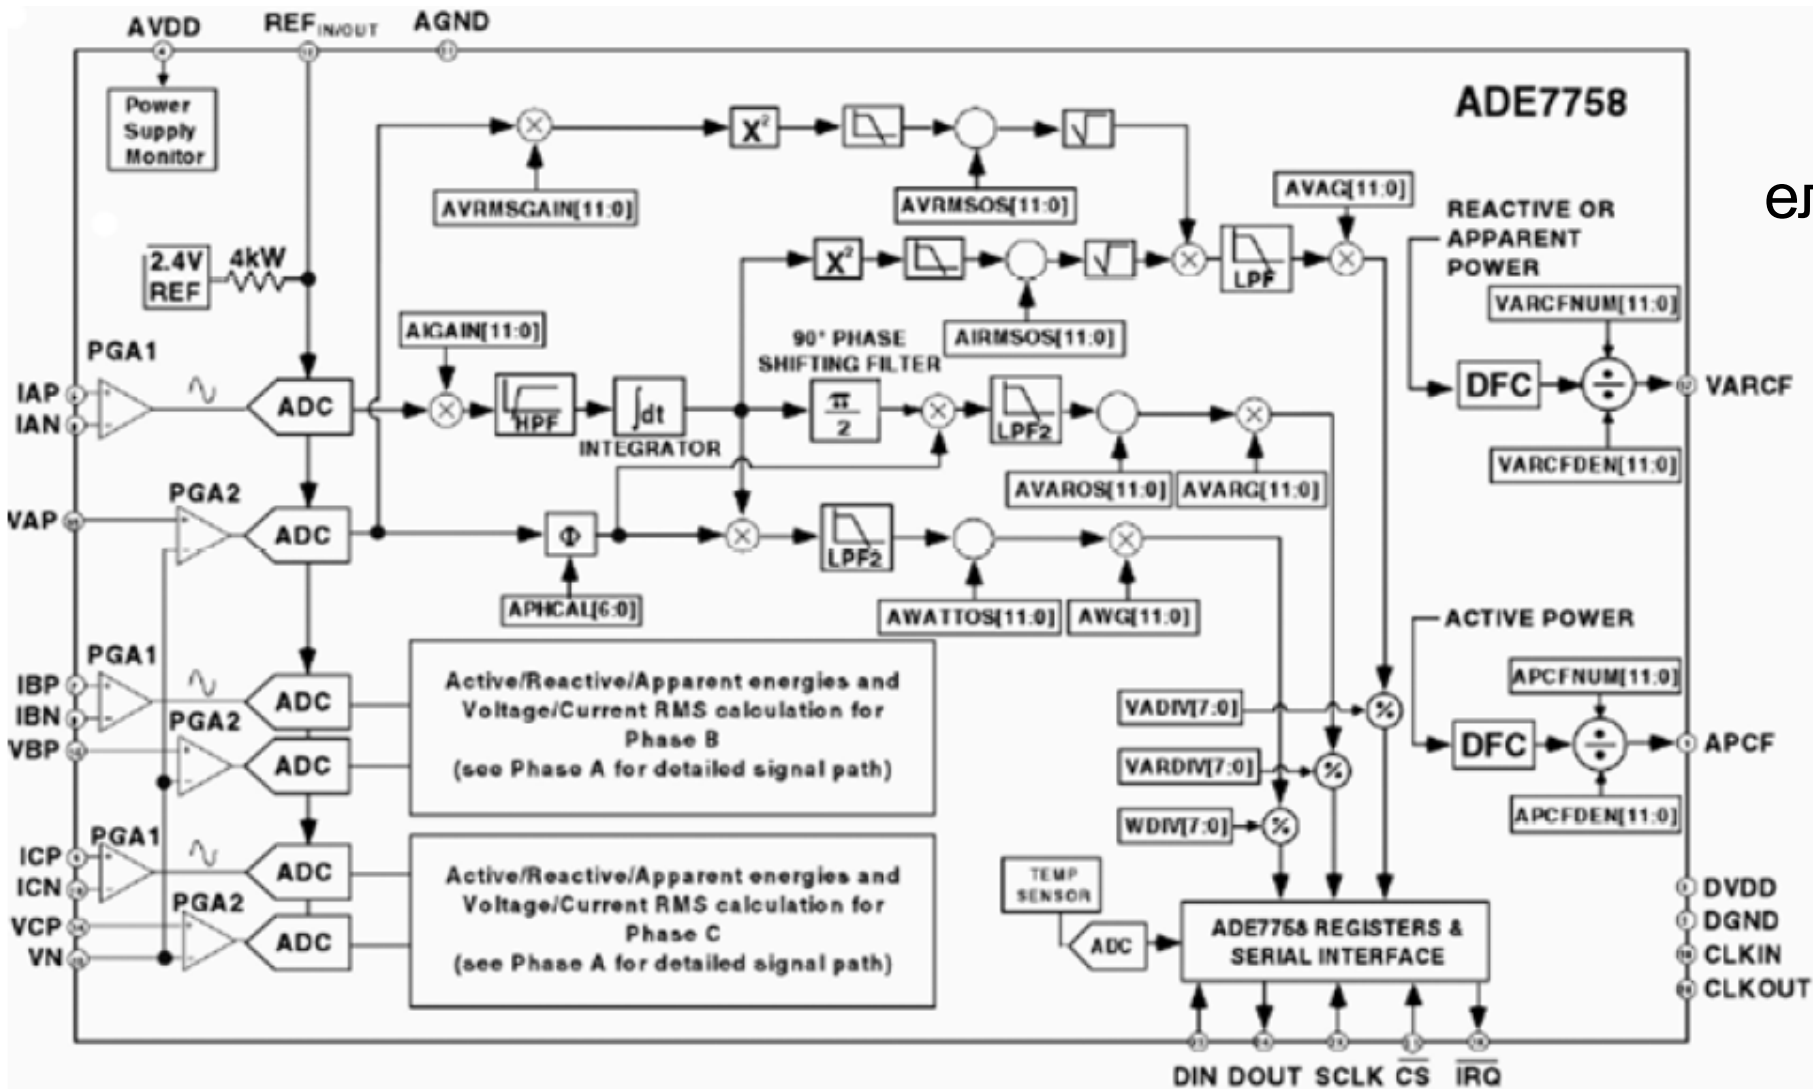 AVDD
REF IN/OUT
AGND
ADE7758
Power
Supply
Monitor
X²
√
AVRMSGAIN[11:0]
AVRMSOS[11:0]
AVAG[11:0]
ел
REACTIVE OR
APPARENT
POWER
2.4V
REF
4kW
X²
√
LPF
VARCFNUM[11:0]
AIGAIN[11:0]
AIRMSOS[11:0]
90° PHASE
SHIFTING FILTER
PGA1
IAP
IAN
ADC
HPF
∫dt
INTEGRATOR
π
2
LPF2
DFC
÷
VARCF
AVAROS[11:0]
AVARG[11:0]
VARCFDEN[11:0]
PGA2
VAP
ADC
Φ
LPF2
APHCAL[6:0]
AWATTOS[11:0]
AWG[11:0]
ACTIVE POWER
PGA1
IBP
IBN
ADC
PGA2
VBP
ADC
Active/Reactive/Apparent energies and
Voltage/Current RMS calculation for
Phase B
(see Phase A for detailed signal path)
APCFNUM[11:0]
VADIV[7:0]
%
DFC
÷
APCF
VARDIV[7:0]
%
APCFDEN[11:0]
WDIV[7:0]
%
PGA1
ICP
ICN
ADC
PGA2
VCP
VN
ADC
Active/Reactive/Apparent energies and
Voltage/Current RMS calculation for
Phase C
(see Phase A for detailed signal path)
TEMP
SENSOR
ADC
ADE7758 REGISTERS &
SERIAL INTERFACE
DVDD
DGND
CLKIN
CLKOUT
DIN
DOUT
SCLK
CS
IRQ